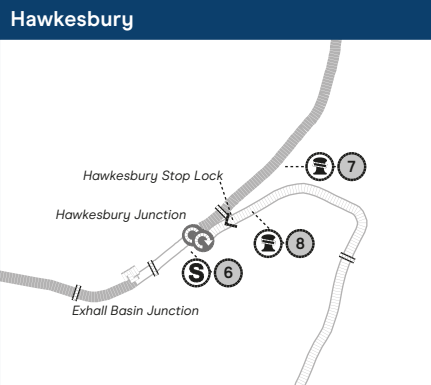 Hawkesbury
7
Hawkesbury Stop Lock
Hawkesbury Junction
8
S 6
Exhall Basin Junction